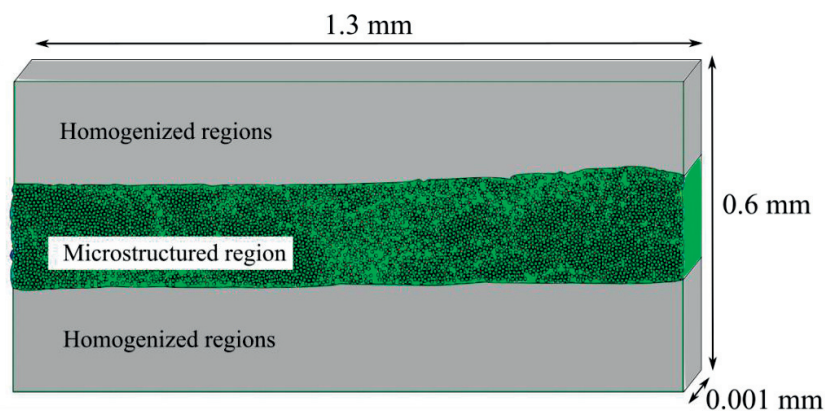 1.3 mm
Homogenized regions
0.6 mm
Microstructured region
Homogenized regions
0.001 mm